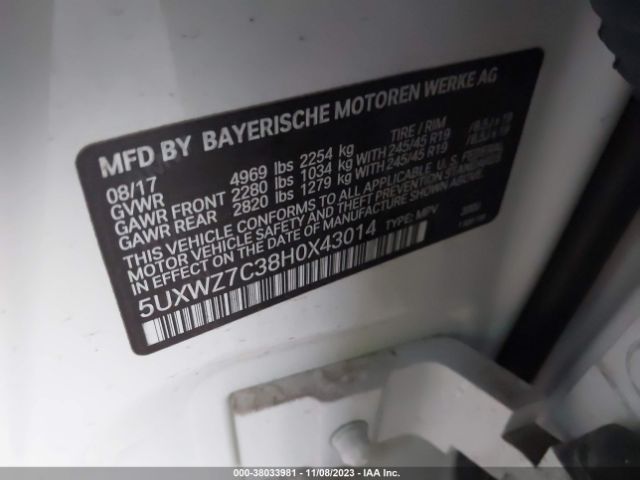 MFD BY BAYERISCHE MOTOREN WERKE AG
08/17
GVWR 4969 lbs 2254 kg TIRE / RIM
GAWR FRONT 2280 lbs 1034 kg WITH 245/45 R19
GAWR REAR 2820 lbs 1279 kg WITH 245/45 R19
THIS VEHICLE CONFORMS TO ALL APPLICABLE U.S. FEDERAL
MOTOR VEHICLE SAFETY AND THEFT PREVENTION STANDARDS
IN EFFECT ON THE DATE OF MANUFACTURE SHOWN ABOVE.
5UXWZ7C38H0X43014 TYPE: MPV
000-38033981 - 11/08/2023 - IAA Inc.